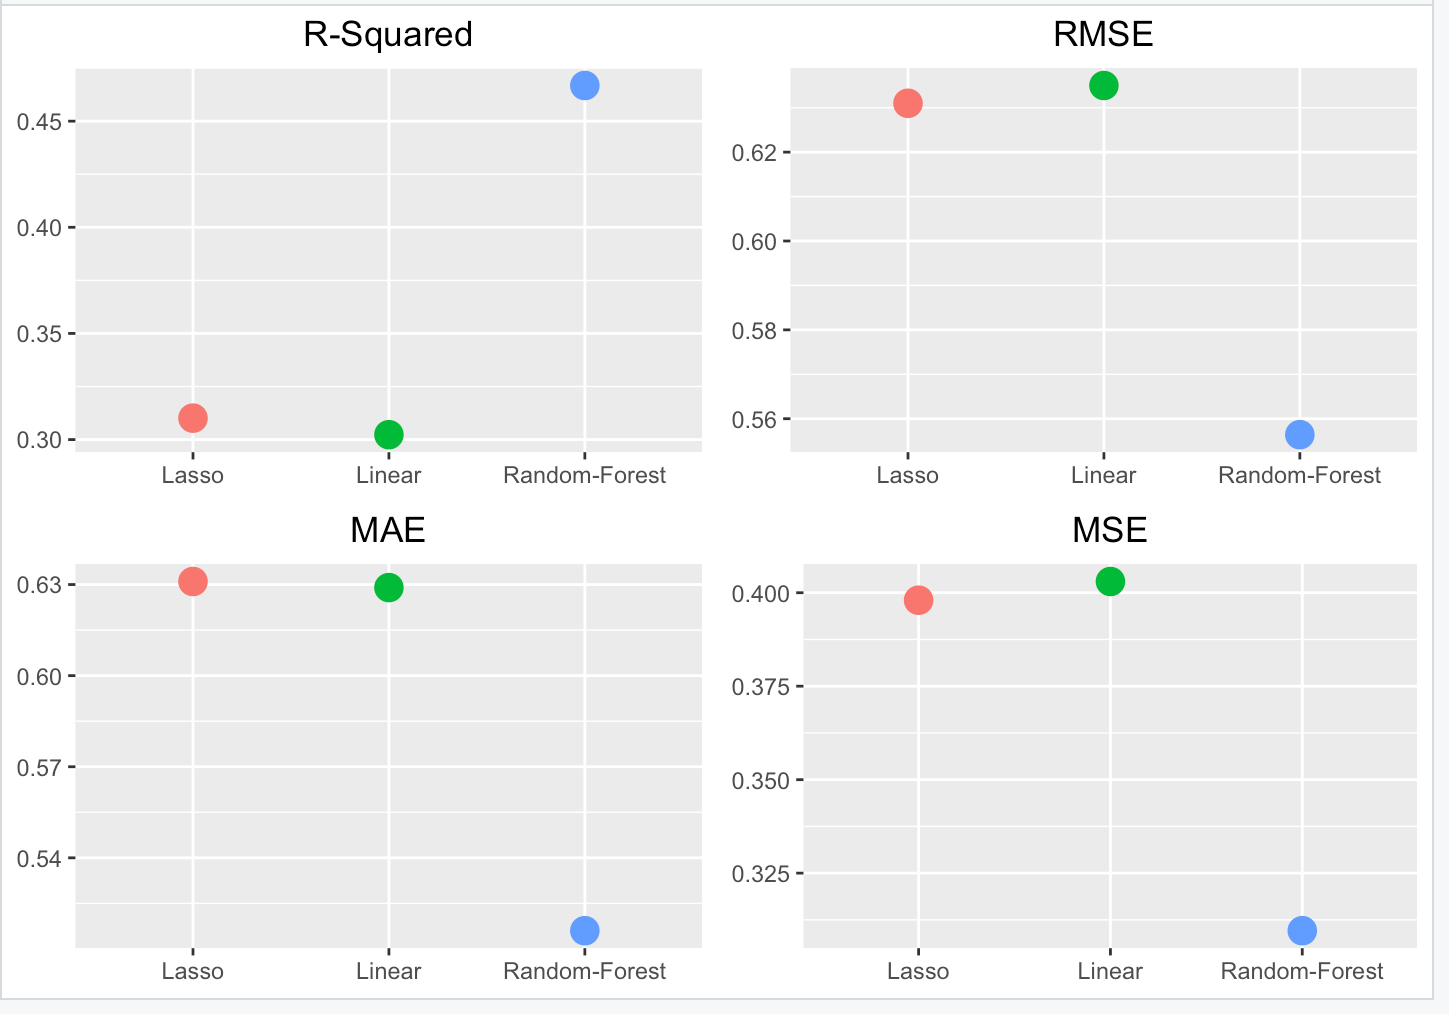 R-Squared
0.45
0.40
0.35
0.30
Lasso Linear Random-Forest
RMSE
0.62
0.60
0.58
0.56
Lasso Linear Random-Forest
MAE
0.63
0.60
0.57
0.54
Lasso Linear Random-Forest
MSE
0.400
0.375
0.350
0.325
Lasso Linear Random-Forest